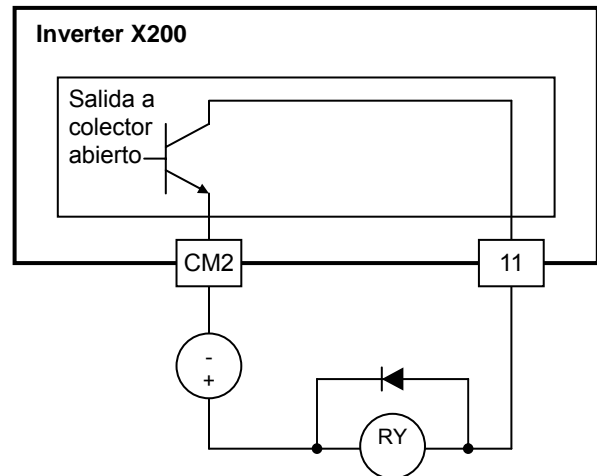 Inverter X200
Salida a
colector
abierto
CM2
11
-
+
RY